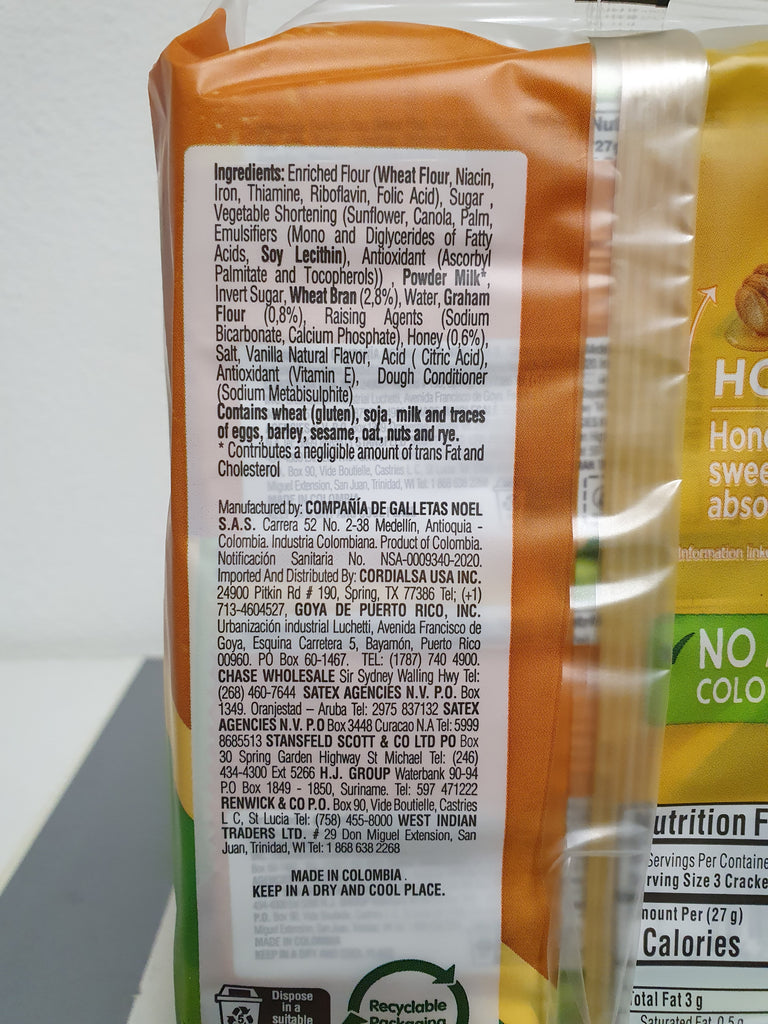 Ingredients: Enriched Flour (Wheat Flour, Niacin,
Iron, Thiamine, Riboflavin, Folic Acid), Sugar ,
Vegetable Shortening (Sunflower, Canola, Palm,
Emulsifiers (Mono and Diglycerides of Fatty
Acids, Soy Lecithin), Antioxidant (Ascorbyl
Palmitate and Tocopherols)) , Powder Milk*,
Invert Sugar, Wheat Bran (2,8%), Water, Graham
Flour (0,8%), Raising Agents (Sodium
Bicarbonate, Calcium Phosphate), Honey (0,6%),
Salt, Vanilla Natural Flavor, Acid ( Citric Acid),
Antioxidant (Vitamin E), Dough Conditioner
(Sodium Metabisulphite)
Contains wheat (gluten), soja, milk and traces
of eggs, barley, sesame, oat, nuts and rye.
* Contributes a negligible amount of trans Fat and
Cholesterol
Manufactured by: COMPAÑÍA DE GALLETAS NOEL
S.A.S. Carrera 52 No. 2-38 Medellín, Antioquia -
Colombia. Industria Colombiana. Product of Colombia.
Notificación Sanitaria No. NSA-0009340-2020.
Imported And Distributed By: CORDIALSA USA INC.
24900 Pitkin Rd # 190, Spring, TX 77386 Tel; (+1)
713-4604527, GOYA DE PUERTO RICO, INC.
Urbanización industrial Luchetti, Avenida Francisco de
Goya, Esquina Carretera 5, Bayamón, Puerto Rico
00960. PO Box 60-1467. TEL: (1787) 740 4900.
CHASE WHOLESALE Sir Sydney Walling Hwy Tel:
(268) 460-7644 SATEX AGENCIES N.V. P.O. Box
1349. Oranjestad – Aruba Tel: 2975 837132 SATEX
AGENCIES N.V. P.O Box 3448 Curacao N.A Tel: 5999
8685513 STANSFELD SCOTT & CO LTD PO Box
30 Spring Garden Highway St Michael Tel: (246)
434-4300 Ext 5266 H.J. GROUP Waterbank 90-94
P.O Box 1849 - 1850, Suriname. Tel: 597 471222
RENWICK & CO P.O. Box 90, Vide Boutielle, Castries
L C, St Lucia Tel: (758) 455-8000 WEST INDIAN
TRADERS LTD. # 29 Don Miguel Extension, San
Juan, Trinidad, WI Tel: 1 868 638 2268
MADE IN COLOMBIA .
KEEP IN A DRY AND COOL PLACE.
5
Dispose
in a
suitable
Recyclable
Packaging
HO
Hone
swee
abso
Information link
NO A
COLO
utrition F
Servings Per Containe
rving Size 3 Cracke
nount Per (27 g)
Calories
Total Fat 3 g
Saturated Fat 0.5 g